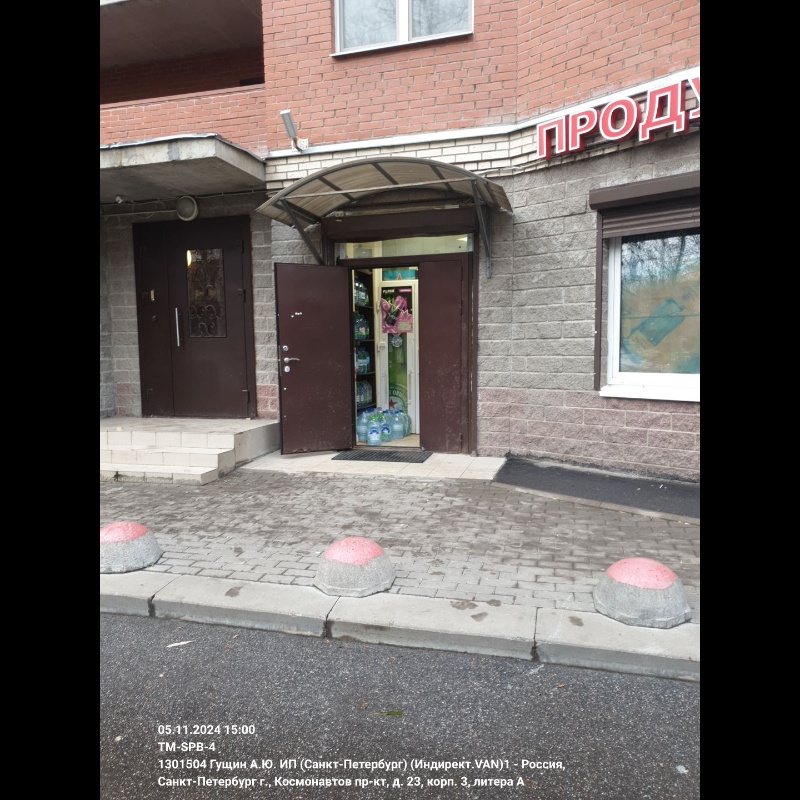 ПРОДУ
05.11.2024 15:00
TM-SPB-4
1301504 Гущин А.Ю. ИП (Санкт-Петербург) (Индирект.VAN)1 - Россия,
Санкт-Петербург г., Космонавтов пр-кт, д. 23, корп. 3, литера А